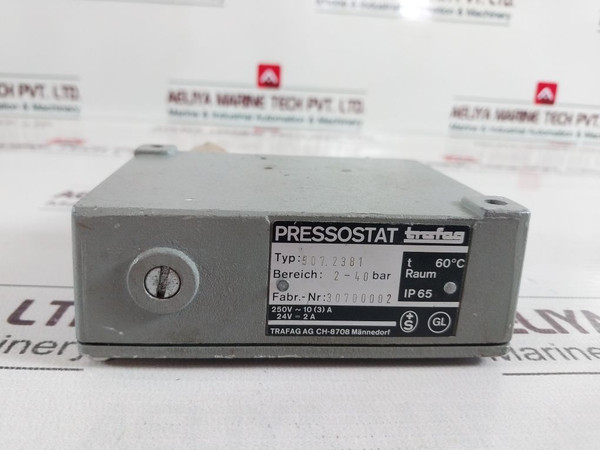 AELIYA MARINE TECH PVT. LTD.
Marine & Industrial Automation & Machinery
PRESSOSTAT trafag
Typ: 907.2381
Bereich: 2-40 bar
Fabr.-Nr: 30700002
250V ~ 10 (3) A
24V = 2 A
TRAFAG AG CH-8708 Männedorf
t 60°C
Raum
IP 65
+S
GL